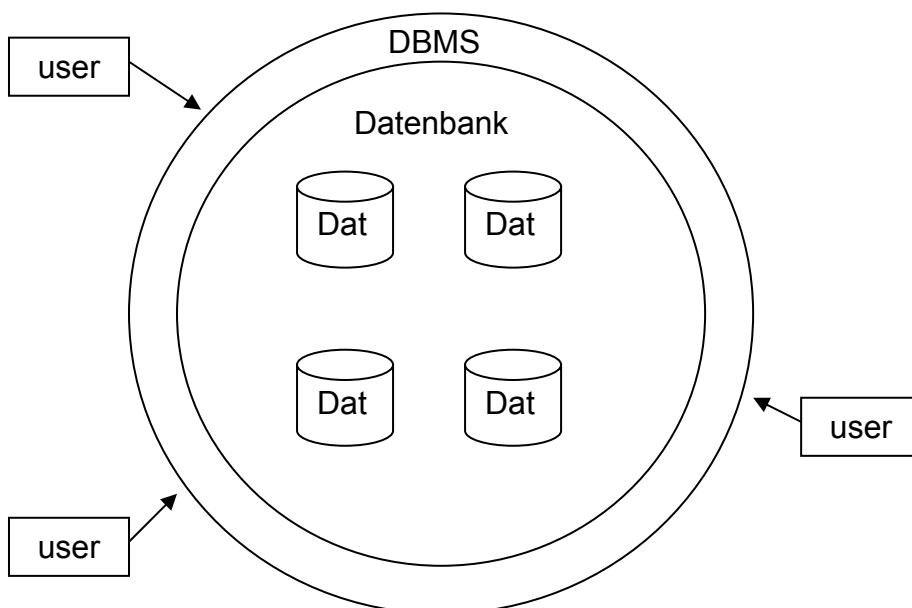 DBMS
user
Datenbank
Dat
Dat
Dat
Dat
user
user